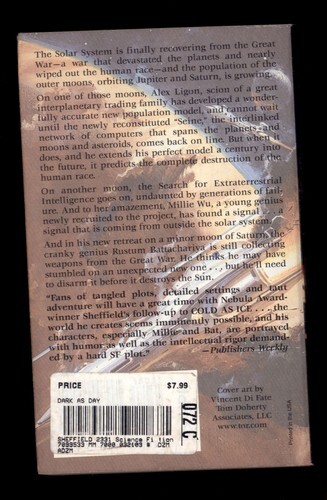 The Solar System is finally recovering from the Great
War—a war that devastated the planets and nearly
wiped out the human race—and the population of the
outer moons, orbiting Jupiter and Saturn, is growing.
On one of those moons, Alex Ligon, scion of a great
interplanetary trading family has developed a wonder-
fully accurate new population model, and cannot wait
until the newly reconstituted "Seine," the interlinked
network of computers that spans the planets and
moons and asteroids, comes back on line. But when it
does, and he extends his perfect model a century into
the future, it predicts the complete destruction of the
human race.
On another moon, the Search for Extraterrestrial
Intelligence goes on, undaunted by generations of fail-
ure. And to her amazement, Millie Wu, a young genius
newly recruited to the project, has found a signal . . .
a signal that is coming from outside the solar system.
And in his new retreat on a minor moon of Saturn, the
cranky genius Rustum Battachariya is still collecting
weapons from the Great War. He thinks he may have
stumbled on an unexpected new one . . . but he'll need
to disarm it before it destroys the Sun.
"Fans of tangled plots, detailed settings and taut
adventure will have a great time with Nebula Award-
winner Sheffield's follow-up to COLD AS ICE . . . the
world he creates seems imminently possible, and his
characters, especially Millie and Bat, are portrayed
with humor as well as the intellectual rigor demand-
ed by a hard SF plot." —Publishers Weekly
PRICE $7.99
DARK AS DAY
072 C
SHEFFIELD 2331 Science Fi tion
Cover art by
Vincent Di Fate
Tom Doherty
Associates, LLC
www.tor.com
Printed in the USA